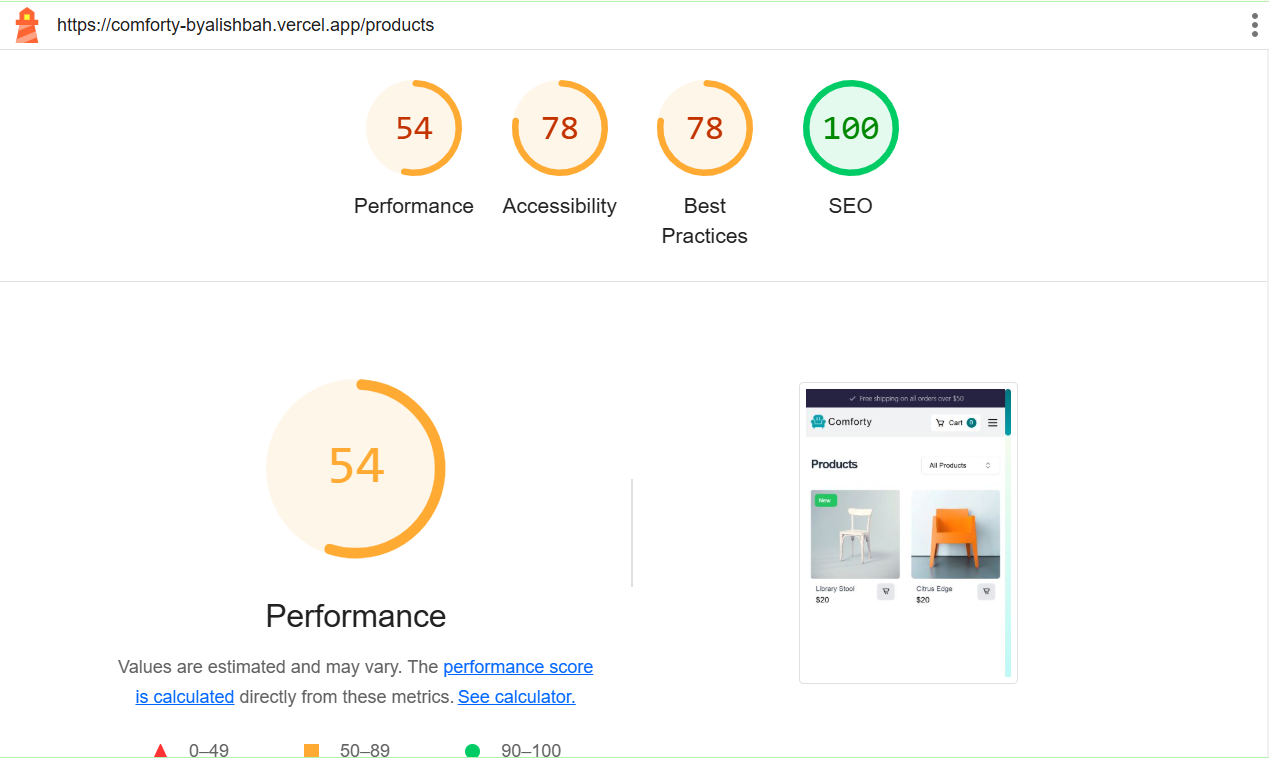 https://comforty-byalishbah.vercel.app/products
54
78
78
100
Performance
Accessibility
Best
Practices
SEO
54
Performance
Values are estimated and may vary. The performance score
is calculated directly from these metrics. See calculator.
0–49
50–89
90–100
Free shipping on all orders over $50
Comforty
Cart 0
Products
All Products
New
Library Stool
$20
Citrus Edge
$20